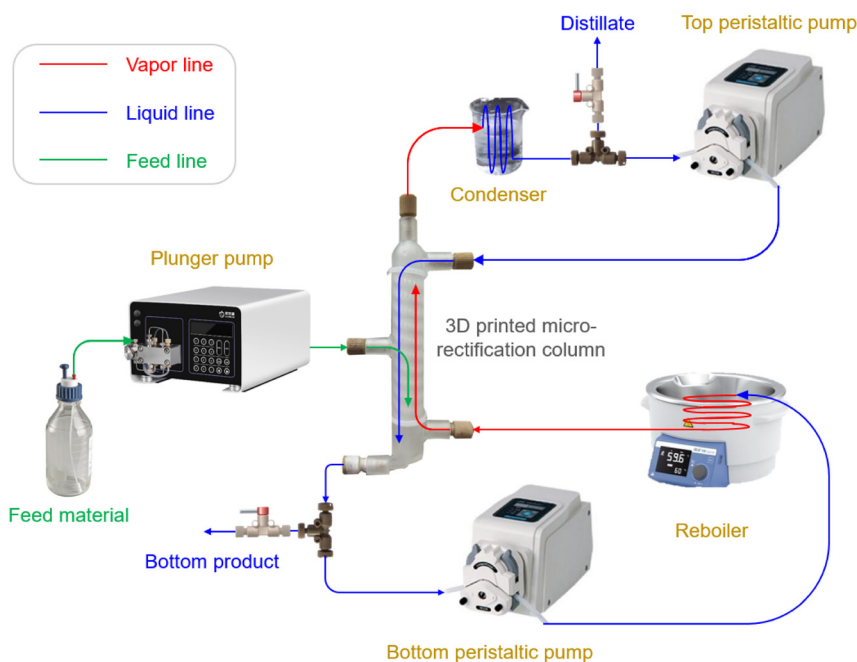 Vapor line
Liquid line
Feed line
Distillate
Top peristaltic pump
Condenser
Plunger pump
3D printed micro-
rectification column
Feed material
59.6
60
Reboiler
Bottom product
Bottom peristaltic pump